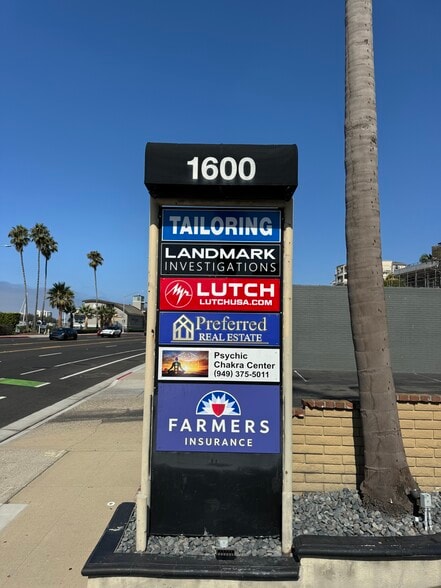 1600
TAILORING
LANDMARK
INVESTIGATIONS
LUTCH
LUTCHUSA.COM
Preferred
REAL ESTATE
Psychic
Chakra Center
(949) 375-5011
FARMERS
INSURANCE